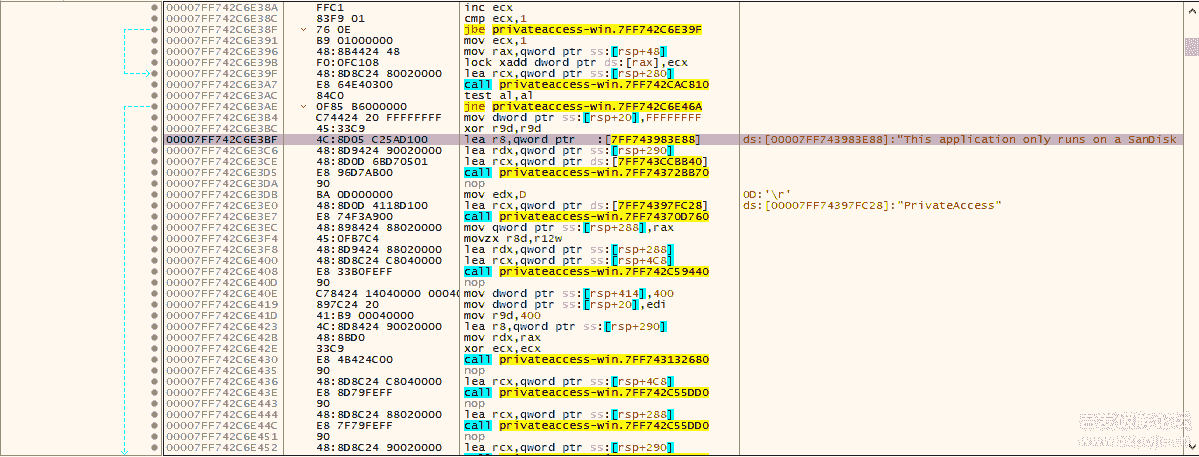 00007FF742C6E38A FFC1 inc ecx
00007FF742C6E38C 83F9 01 cmp ecx,1
00007FF742C6E38F 76 0E jbe privateaccess-win.7FF742C6E39F
00007FF742C6E391 B9 01000000 mov ecx,1
00007FF742C6E396 48:8B4424 48 mov rax,qword ptr ss:[rsp+48]
00007FF742C6E39B F0:0FC108 lock xadd dword ptr ds:[rax],ecx
00007FF742C6E39F 48:8D8C24 80020000 lea rcx,qword ptr ss:[rsp+280]
00007FF742C6E3A7 E8 64E40300 call privateaccess-win.7FF742CAC810
00007FF742C6E3AC 84C0 test al,al
00007FF742C6E3AE 0F85 B6000000 jne privateaccess-win.7FF742C6E46A
00007FF742C6E3B4 C74424 20 FFFFFFFF mov dword ptr ss:[rsp+20],FFFFFFFF
00007FF742C6E3BC 45:33C9 xor r9d,r9d
00007FF742C6E3BF 4C:8D05 C25AD100 lea r8,qword ptr :[7FF743983E88] ds:[00007FF743983E88]:"This application only runs on a SanDisk
00007FF742C6E3C6 48:8D9424 90020000 lea rdx,qword ptr ss:[rsp+290]
00007FF742C6E3CE 48:8D0D 6BD70501 lea rcx,qword ptr ds:[7FF743CCBB40]
00007FF742C6E3D5 E8 96D7AB00 call privateaccess-win.7FF74372BB70
00007FF742C6E3DA 90 nop
00007FF742C6E3DB BA 0D000000 mov edx,D 0D:'\r'
00007FF742C6E3E0 48:8D0D 4118D100 lea rcx,qword ptr ds:[7FF74397FC28] ds:[00007FF74397FC28]:"PrivateAccess"
00007FF742C6E3E7 E8 74F3A900 call privateaccess-win.7FF74370D760
00007FF742C6E3EC 48:898424 88020000 mov qword ptr ss:[rsp+288],rax
00007FF742C6E3F4 45:0FB7C4 movzx r8d,r12w
00007FF742C6E3F8 48:8D9424 88020000 lea rdx,qword ptr ss:[rsp+288]
00007FF742C6E400 48:8D8C24 C8040000 lea rcx,qword ptr ss:[rsp+4C8]
00007FF742C6E408 E8 33B0FEFF call privateaccess-win.7FF742C59440
00007FF742C6E40D 90 nop
00007FF742C6E40E C78424 14040000 00040 mov dword ptr ss:[rsp+414],400
00007FF742C6E419 897C24 20 mov dword ptr ss:[rsp+20],edi
00007FF742C6E41D 41:B9 00040000 mov r9d,400
00007FF742C6E423 4C:8D8424 90020000 lea r8,qword ptr ss:[rsp+290]
00007FF742C6E42B 48:8BD0 mov rdx,rax
00007FF742C6E42E 33C9 xor ecx,ecx
00007FF742C6E430 E8 4B424C00 call privateaccess-win.7FF743132680
00007FF742C6E435 90 nop
00007FF742C6E436 48:8D8C24 C8040000 lea rcx,qword ptr ss:[rsp+4C8]
00007FF742C6E43E E8 8D79FEFF call privateaccess-win.7FF742C55DD0
00007FF742C6E443 90 nop
00007FF742C6E444 48:8D8C24 88020000 lea rcx,qword ptr ss:[rsp+288]
00007FF742C6E44C E8 7F79FEFF call privateaccess-win.7FF742C55DD0
00007FF742C6E451 90 nop
00007FF742C6E452 48:8D8C24 90020000 lea rcx,qword ptr ss:[rsp+290]